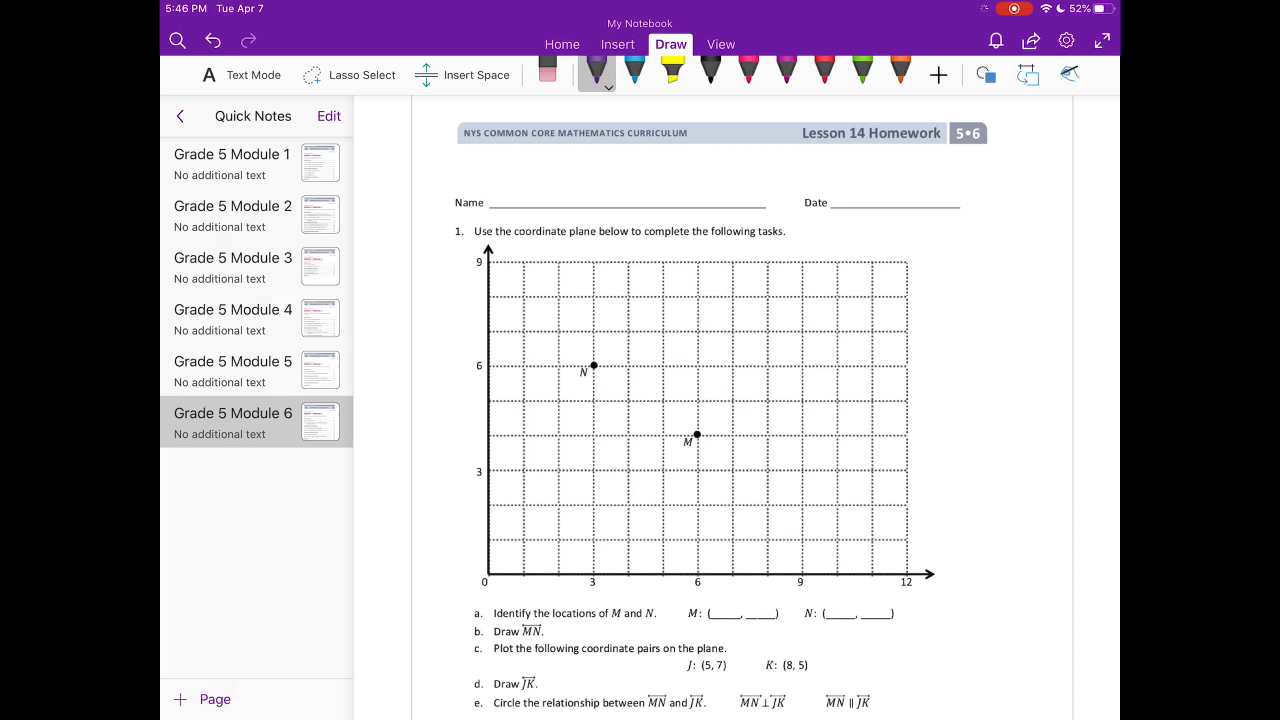 5:46 PM Tue Apr 7
52%
My Notebook
Home Insert Draw View
A Text Mode Lasso Select Insert Space
Quick Notes Edit
Grade 5 Module 1
No additional text
Grade 5 Module 2
No additional text
Grade 5 Module 3
No additional text
Grade 5 Module 4
No additional text
Grade 5 Module 5
No additional text
Grade 5 Module 6
No additional text
+ Page
NYS COMMON CORE MATHEMATICS CURRICULUM Lesson 14 Homework 5•6
Name Date
1. Use the coordinate plane below to complete the following tasks.
9
6
N
M
3
0 3 6 9 12
a. Identify the locations of M and N. M: (_____, _____) N: (_____, _____)
b. Draw MN.
c. Plot the following coordinate pairs on the plane.
J: (5, 7) K: (8, 5)
d. Draw JK.
e. Circle the relationship between MN and JK. MN ⊥ JK MN ∥ JK